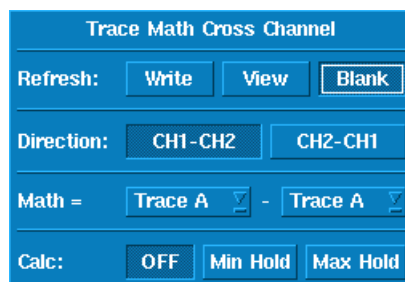 Trace Math Cross Channel
Refresh: Write View Blank
Direction: CH1-CH2 CH2-CH1
Math = Trace A - Trace A
Calc: OFF Min Hold Max Hold